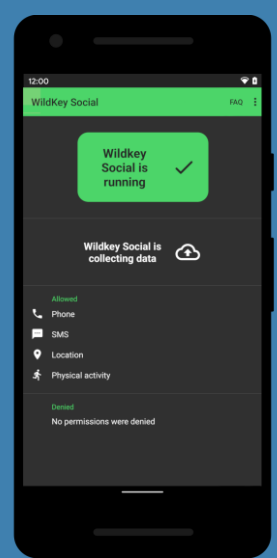 12:00
WildKey Social FAQ
Wildkey
Social is
running
Wildkey Social is
collecting data
Allowed
Phone
SMS
Location
Physical activity
Denied
No permissions were denied